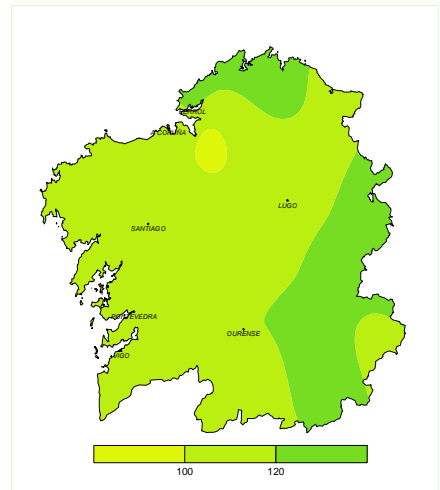 FERROL
A CORUÑA
LUGO
SANTIAGO
PONTEVEDRA
OURENSE
VIGO
100 120